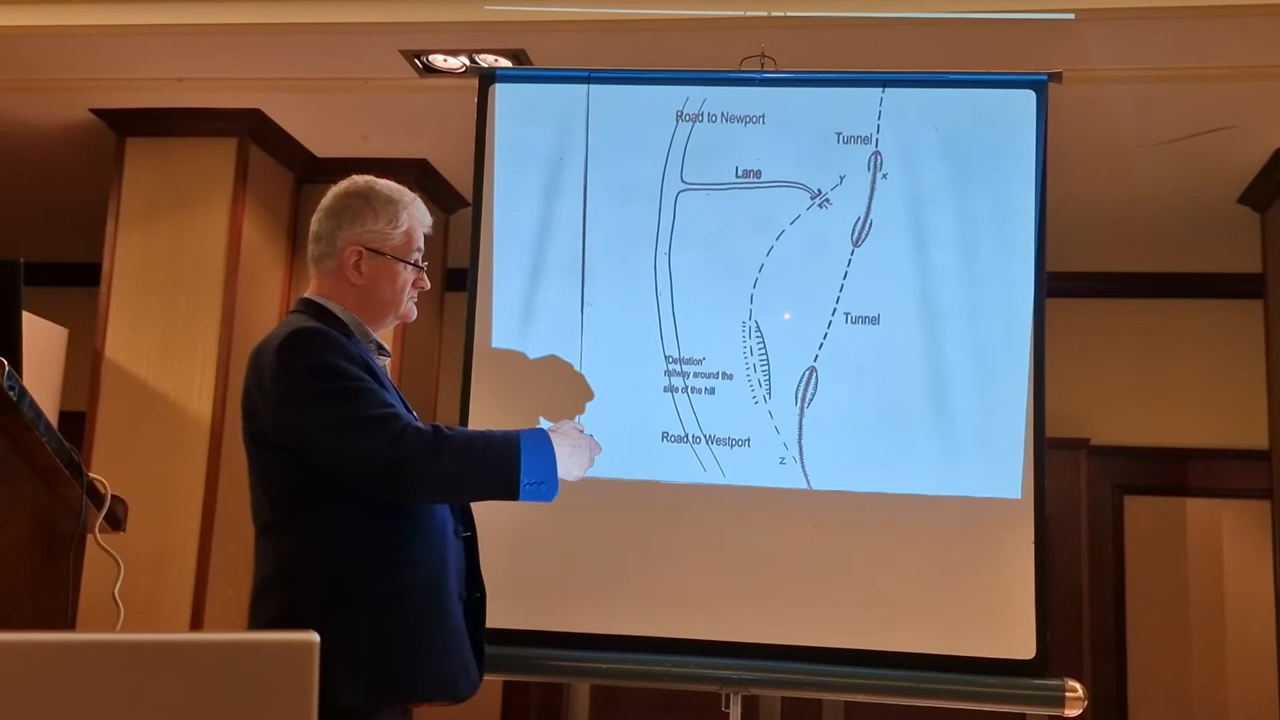 Road to Newport
Tunnel
Lane
Y
x
Tunnel
"Deviation"
railway around the
side of the hill
Road to Westport
Z